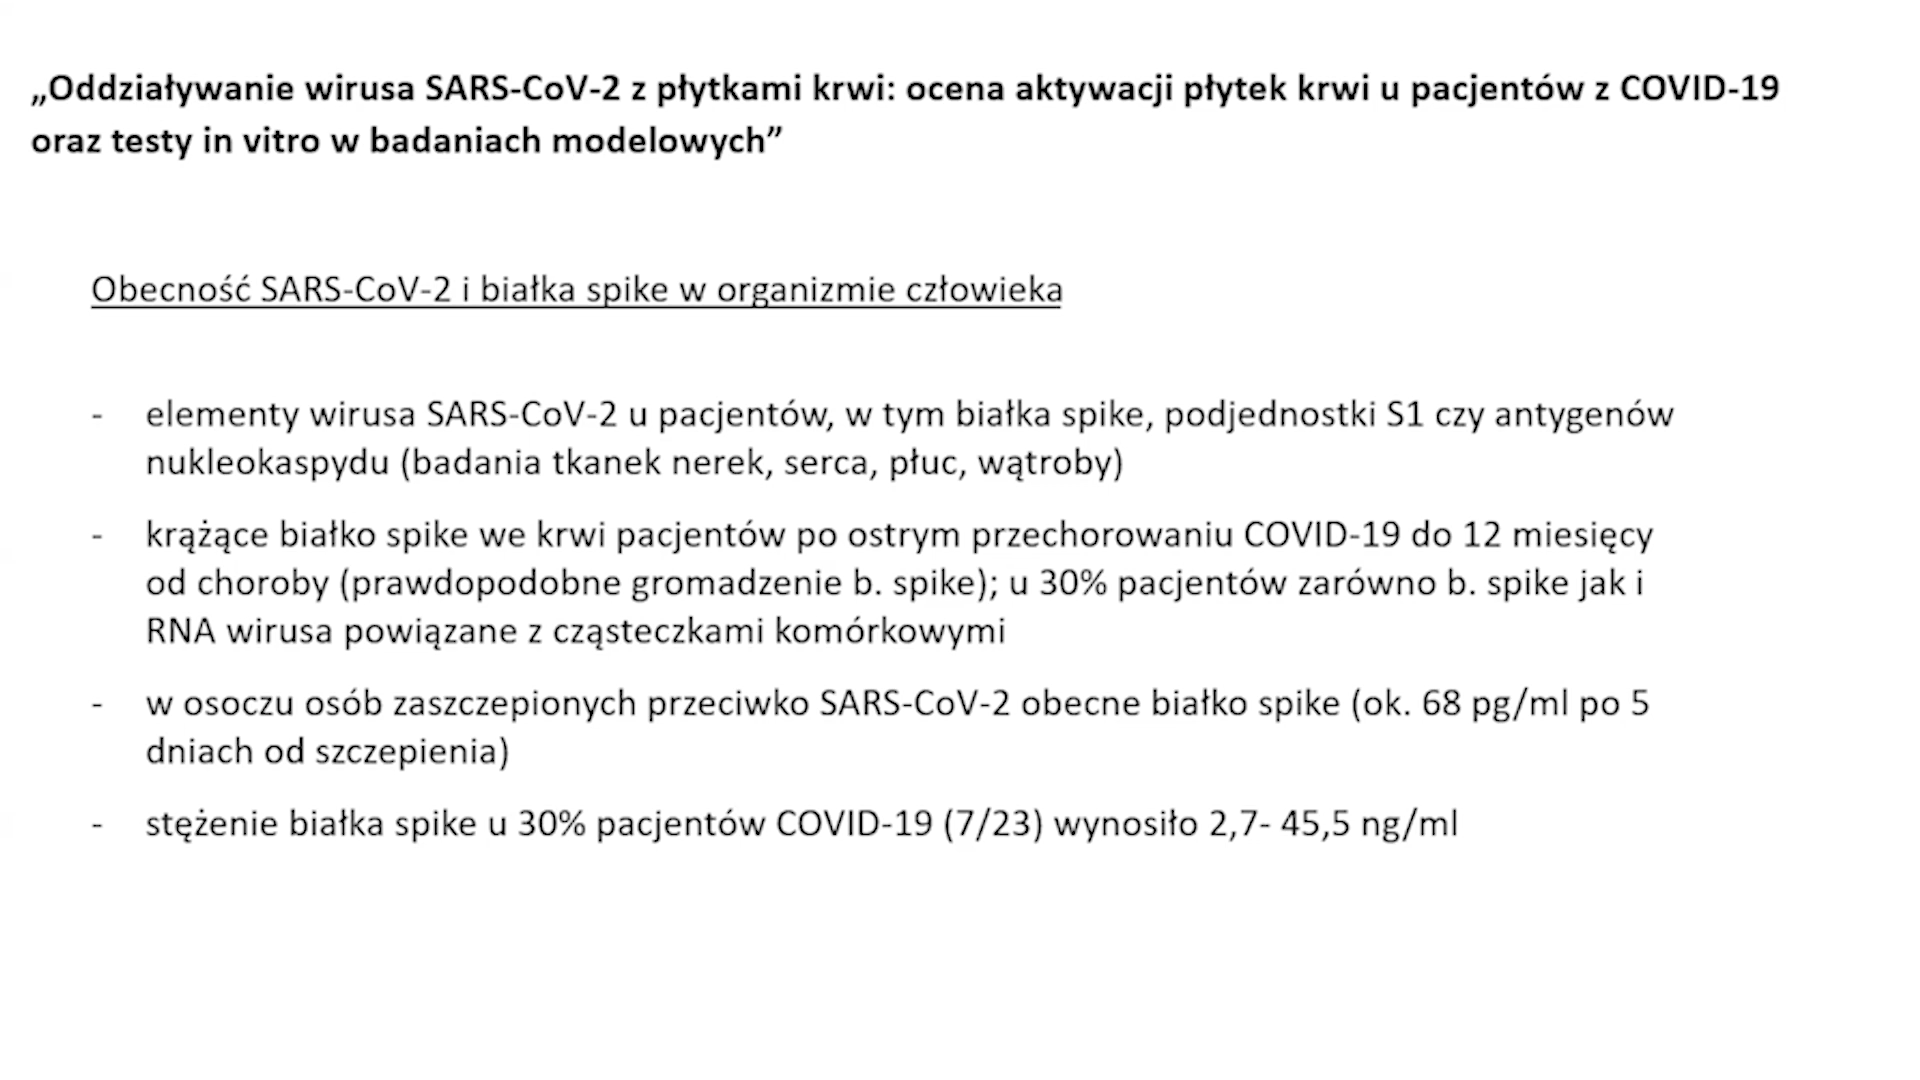 „Oddziaływanie wirusa SARS-CoV-2 z płytkami krwi: ocena aktywacji płytek krwi u pacjentów z COVID-19
oraz testy in vitro w badaniach modelowych”
Obecność SARS-CoV-2 i białka spike w organizmie człowieka
- elementy wirusa SARS-CoV-2 u pacjentów, w tym białka spike, podjednostki S1 czy antygenów
nukleokaspydu (badania tkanek nerek, serca, płuc, wątroby)
- krążące białko spike we krwi pacjentów po ostrym przechorowaniu COVID-19 do 12 miesięcy
od choroby (prawdopodobne gromadzenie b. spike); u 30% pacjentów zarówno b. spike jak i
RNA wirusa powiązane z cząsteczkami komórkowymi
- w osoczu osób zaszczepionych przeciwko SARS-CoV-2 obecne białko spike (ok. 68 pg/ml po 5
dniach od szczepienia)
- stężenie białka spike u 30% pacjentów COVID-19 (7/23) wynosiło 2,7- 45,5 ng/ml